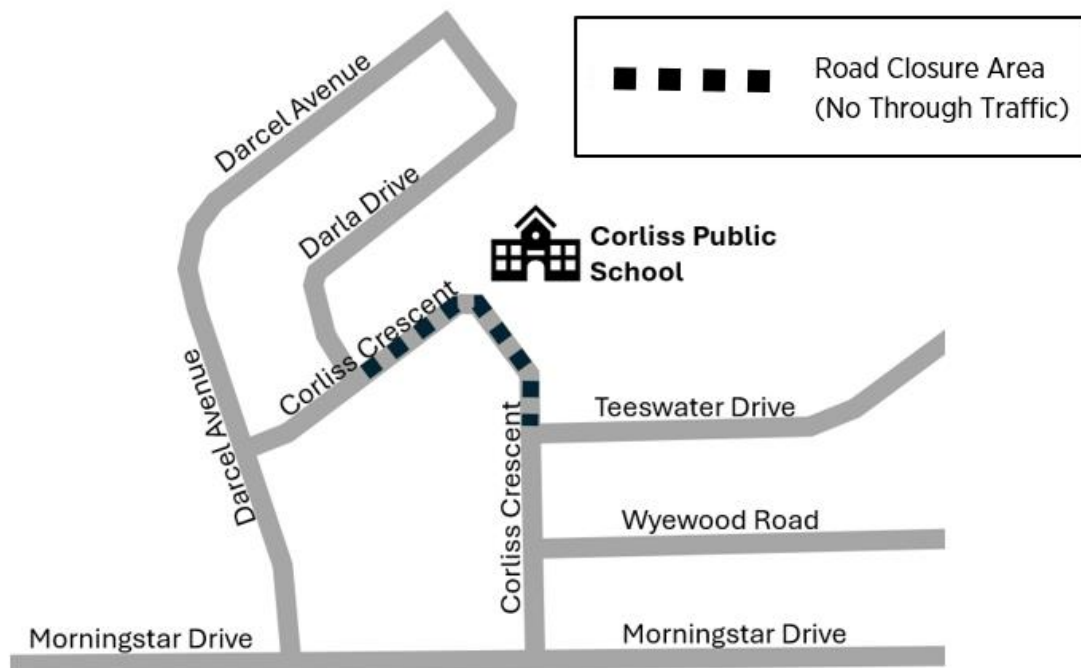 Road Closure Area
(No Through Traffic)
Darcel Avenue
Darla Drive
Corliss Public
School
Corliss Crescent
Darcel Avenue
Corliss Crescent
Teeswater Drive
Wyewood Road
Morningstar Drive
Morningstar Drive